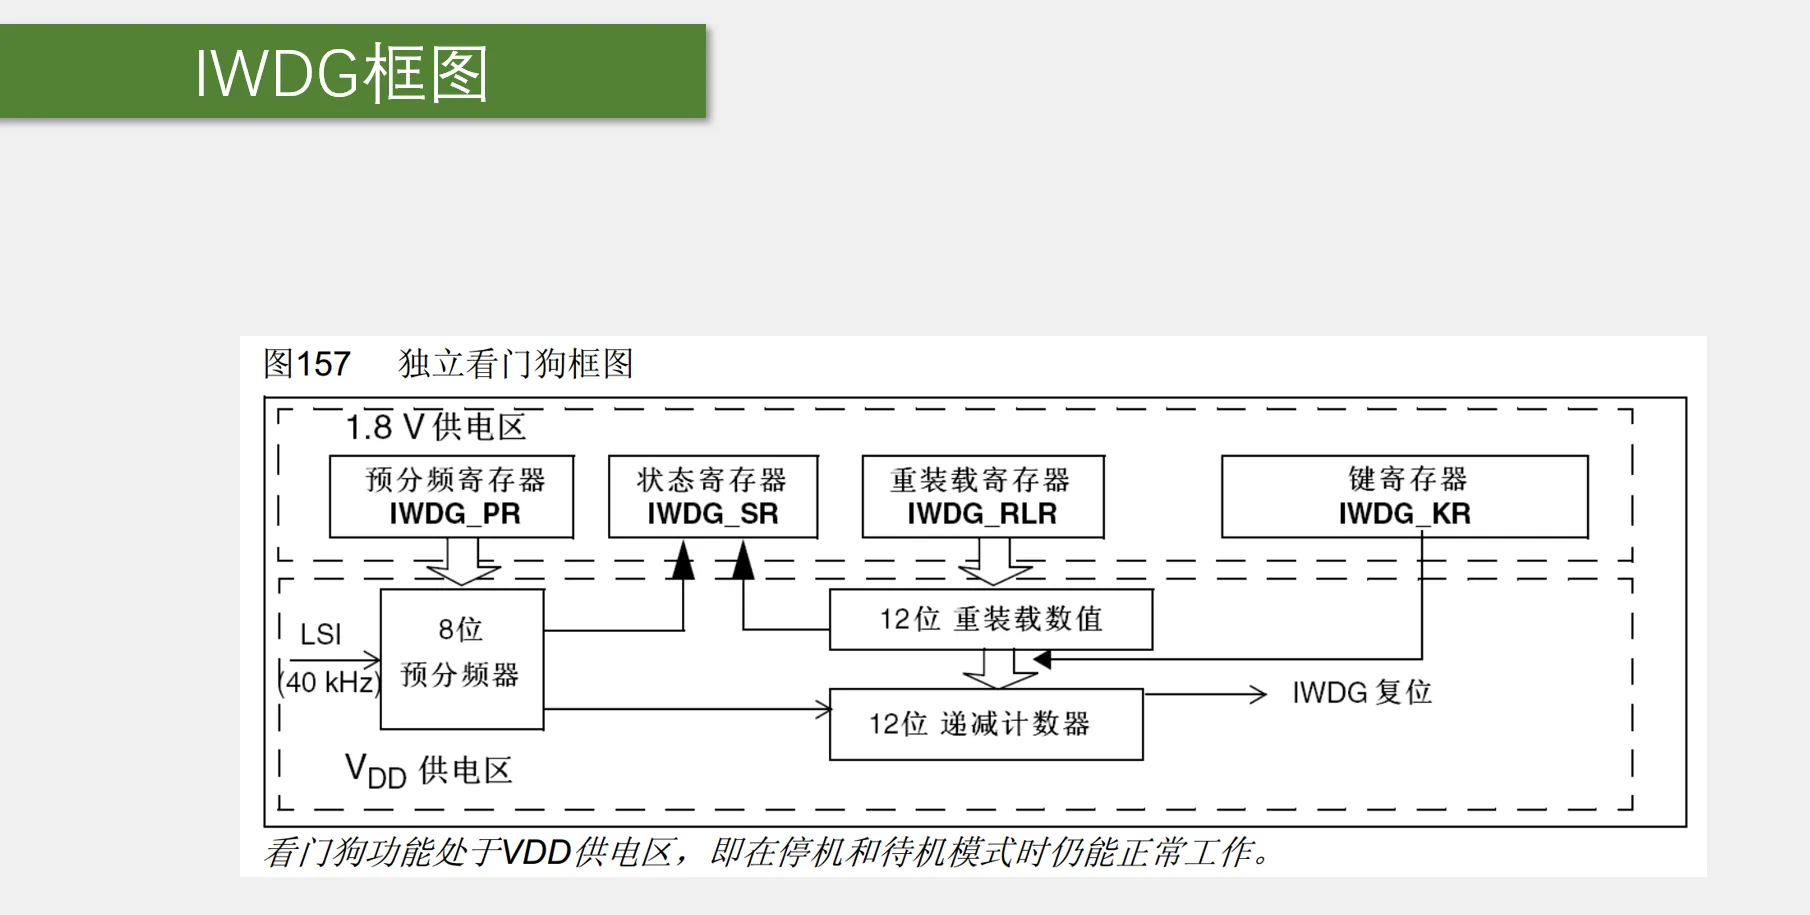 IWDG框图
图157 独立看门狗框图
1.8 V 供电区
预分频寄存器
IWDG_PR
状态寄存器
IWDG_SR
重装载寄存器
IWDG_RLR
键寄存器
IWDG_KR
LSI
(40 kHz)
8位
预分频器
12位 重装载数值
12位 递减计数器
IWDG 复位
VDD 供电区
看门狗功能处于VDD供电区，即在停机和待机模式时仍能正常工作。